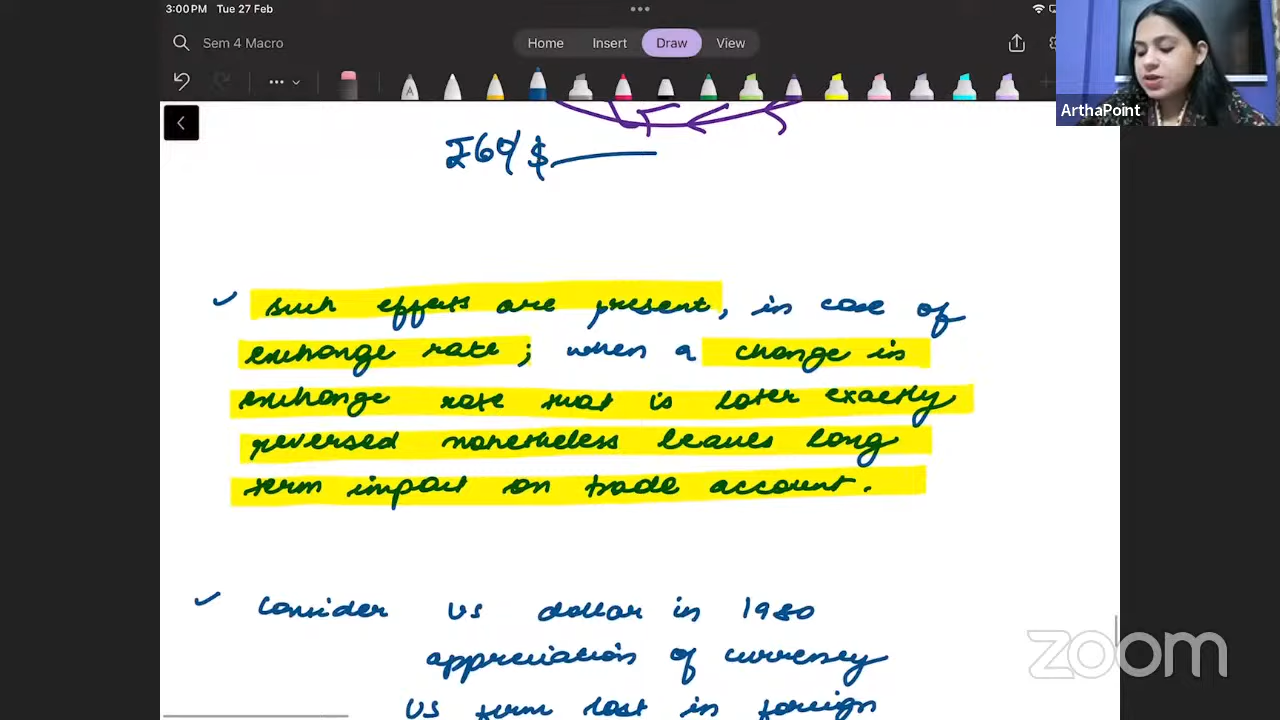 3:00 PM Tue 27 Feb
Sem 4 Macro
Home Insert Draw View
ArthaPoint
$
such effects are present, in case of
exchange rate; when a change in
exchange rate that is later exactly
reversed nonetheless leaves long
term impact on trade account.
consider US dollar in 1980
appreciation of currency
US lost in foreign
zoom